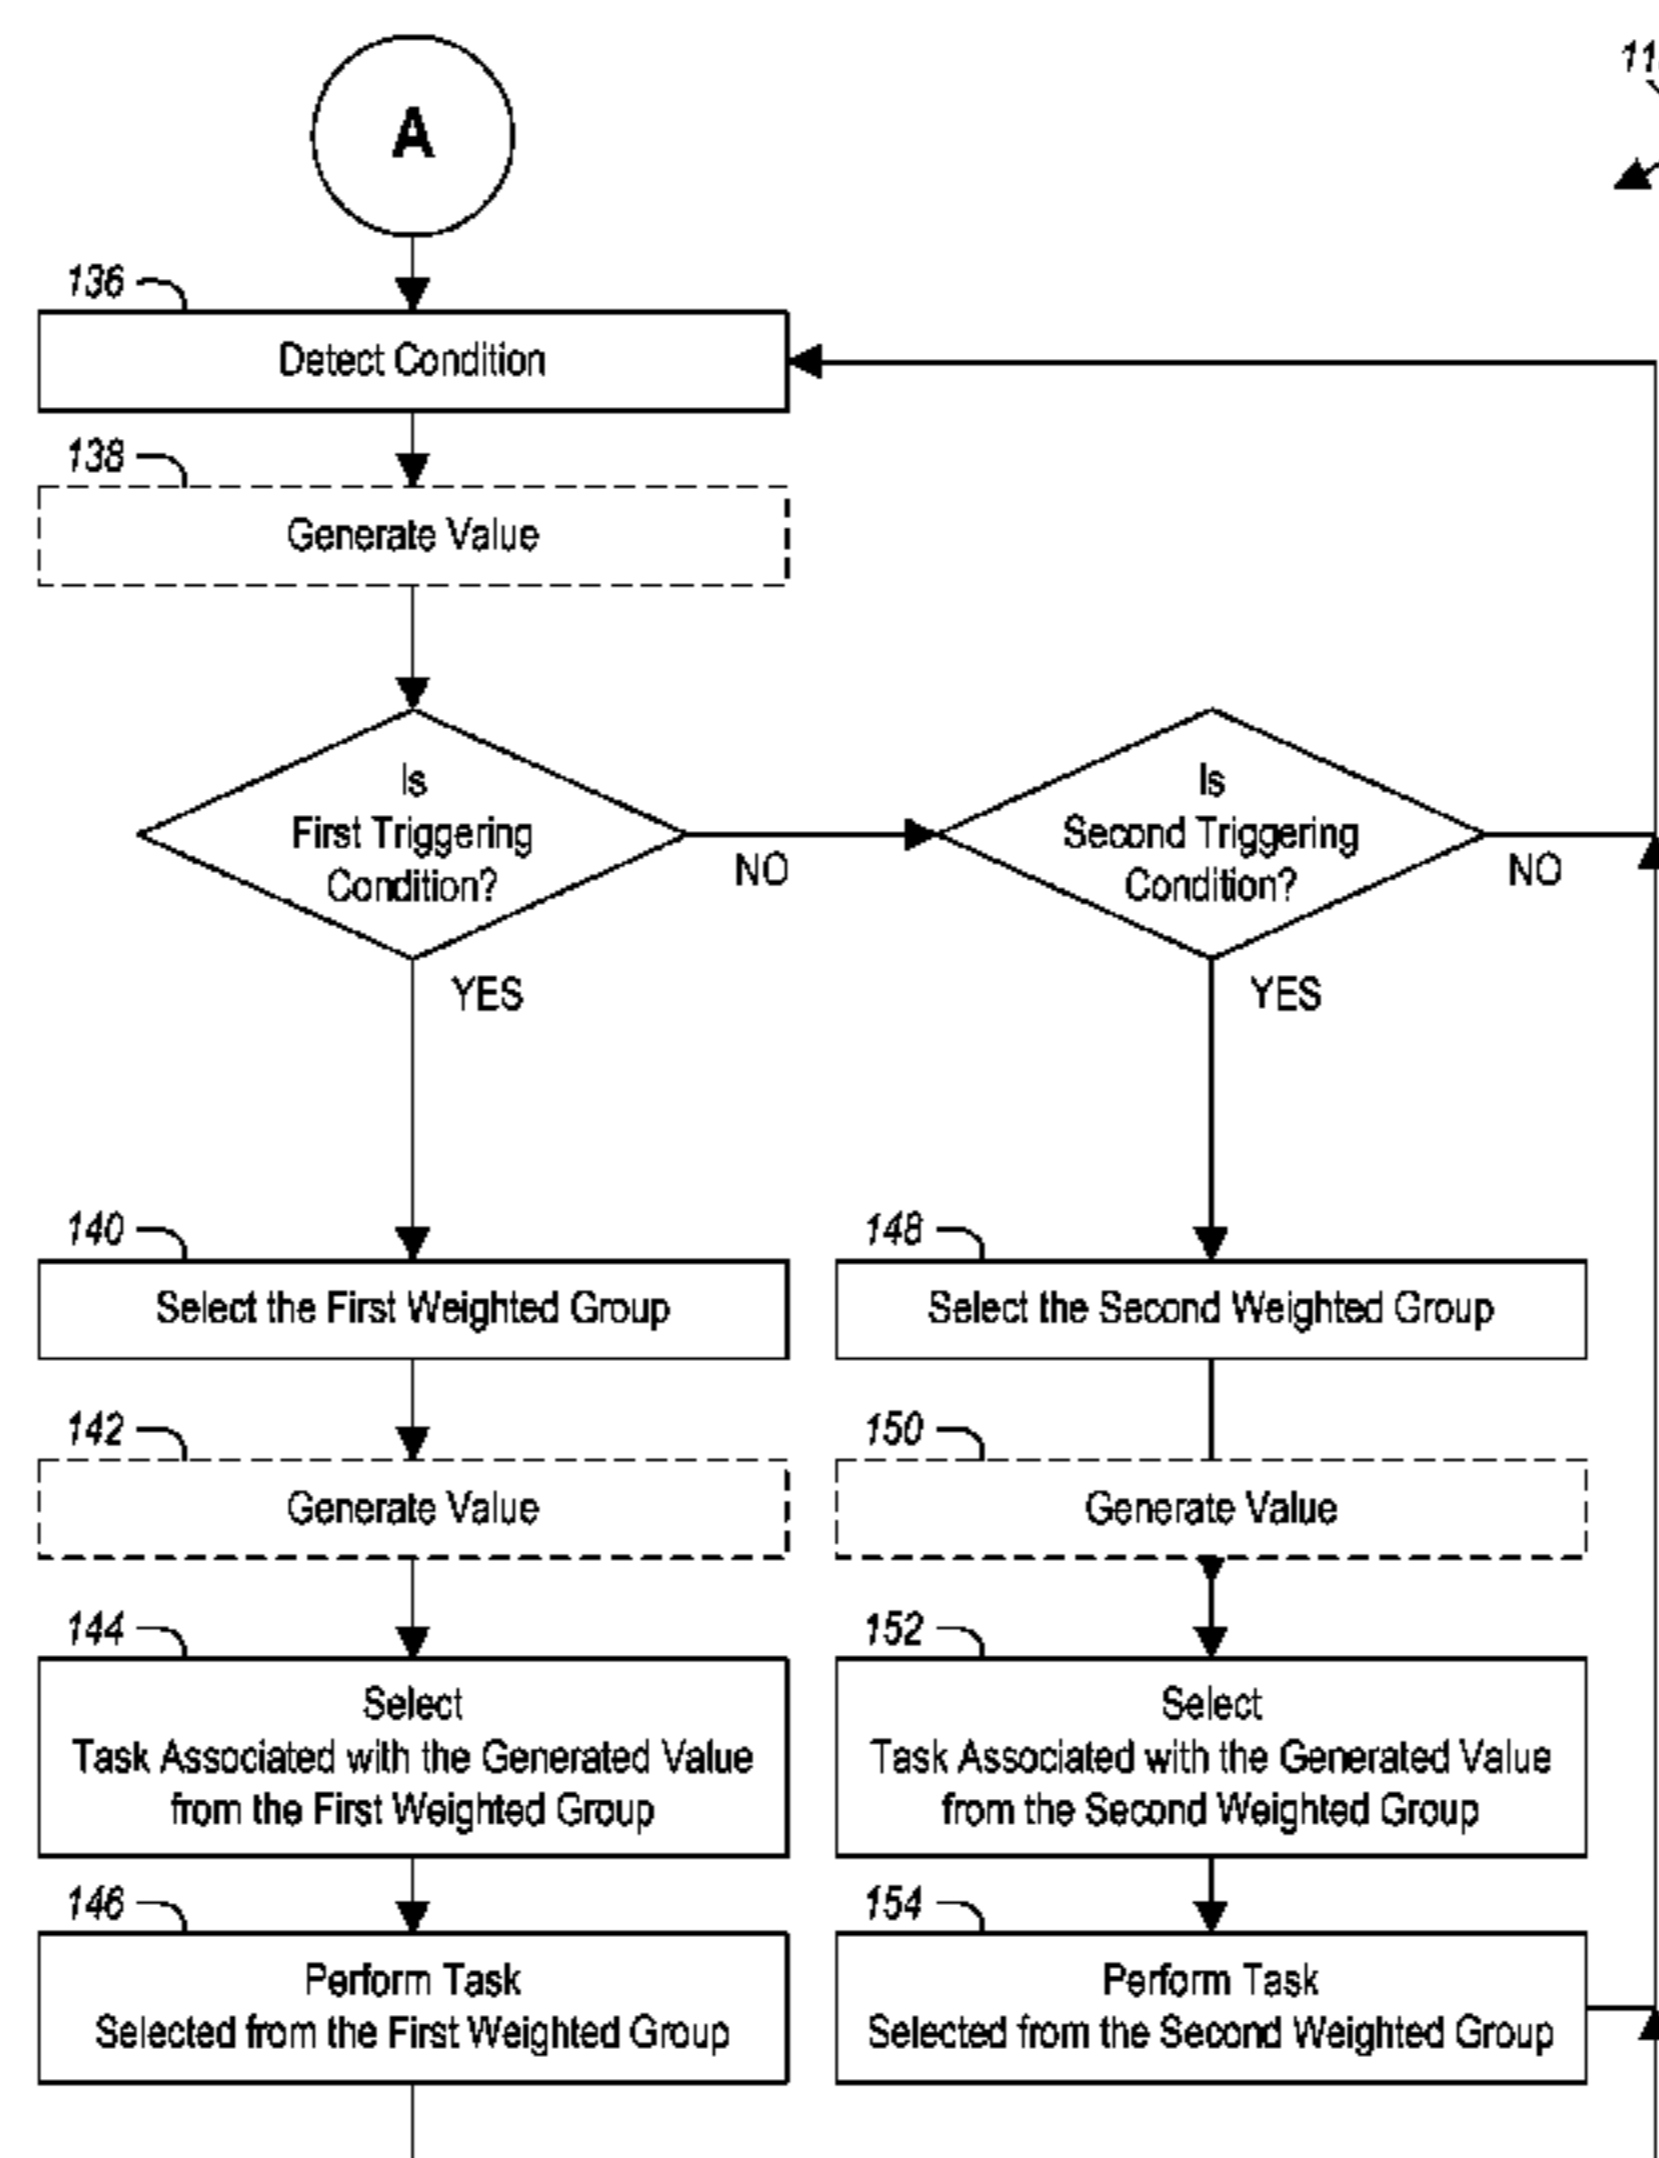 A
136
Detect Condition
138
Generate Value
Is
First Triggering
Condition?
NO
YES
Is
Second Triggering
Condition?
NO
YES
140
Select the First Weighted Group
148
Select the Second Weighted Group
142
Generate Value
150
Generate Value
144
Select
Task Associated with the Generated Value
from the First Weighted Group
152
Select
Task Associated with the Generated Value
from the Second Weighted Group
146
Perform Task
Selected from the First Weighted Group
154
Perform Task
Selected from the Second Weighted Group